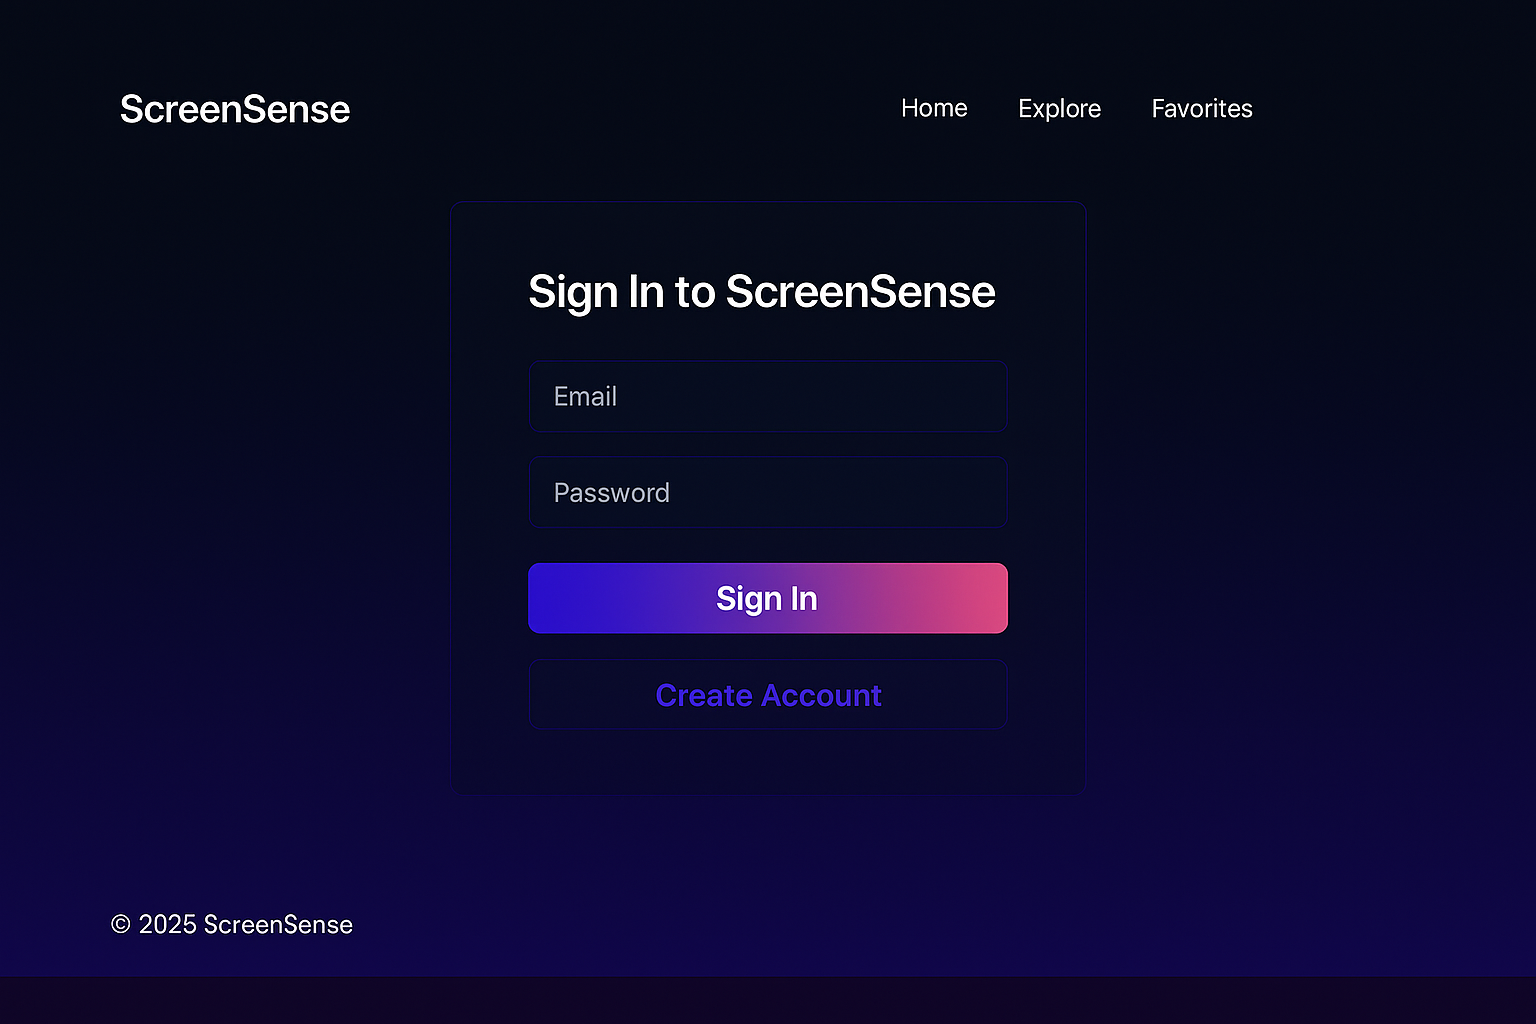 ScreenSense
Home Explore Favorites
Sign In to ScreenSense
Email
Password
Sign In
Create Account
© 2025 ScreenSense